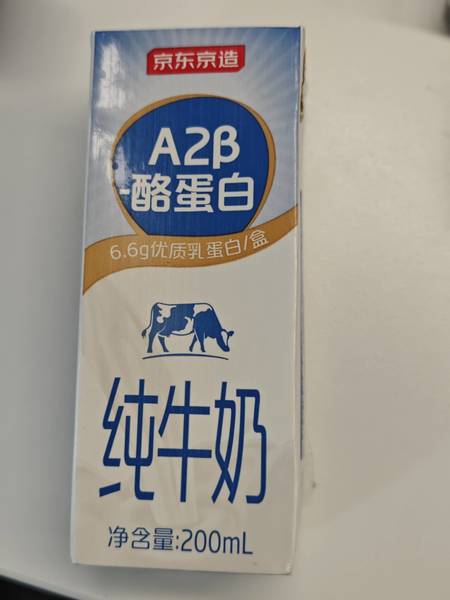 京东京造
A2β
-酪蛋白
6.6g优质乳蛋白/盒
纯牛奶
净含量:200mL